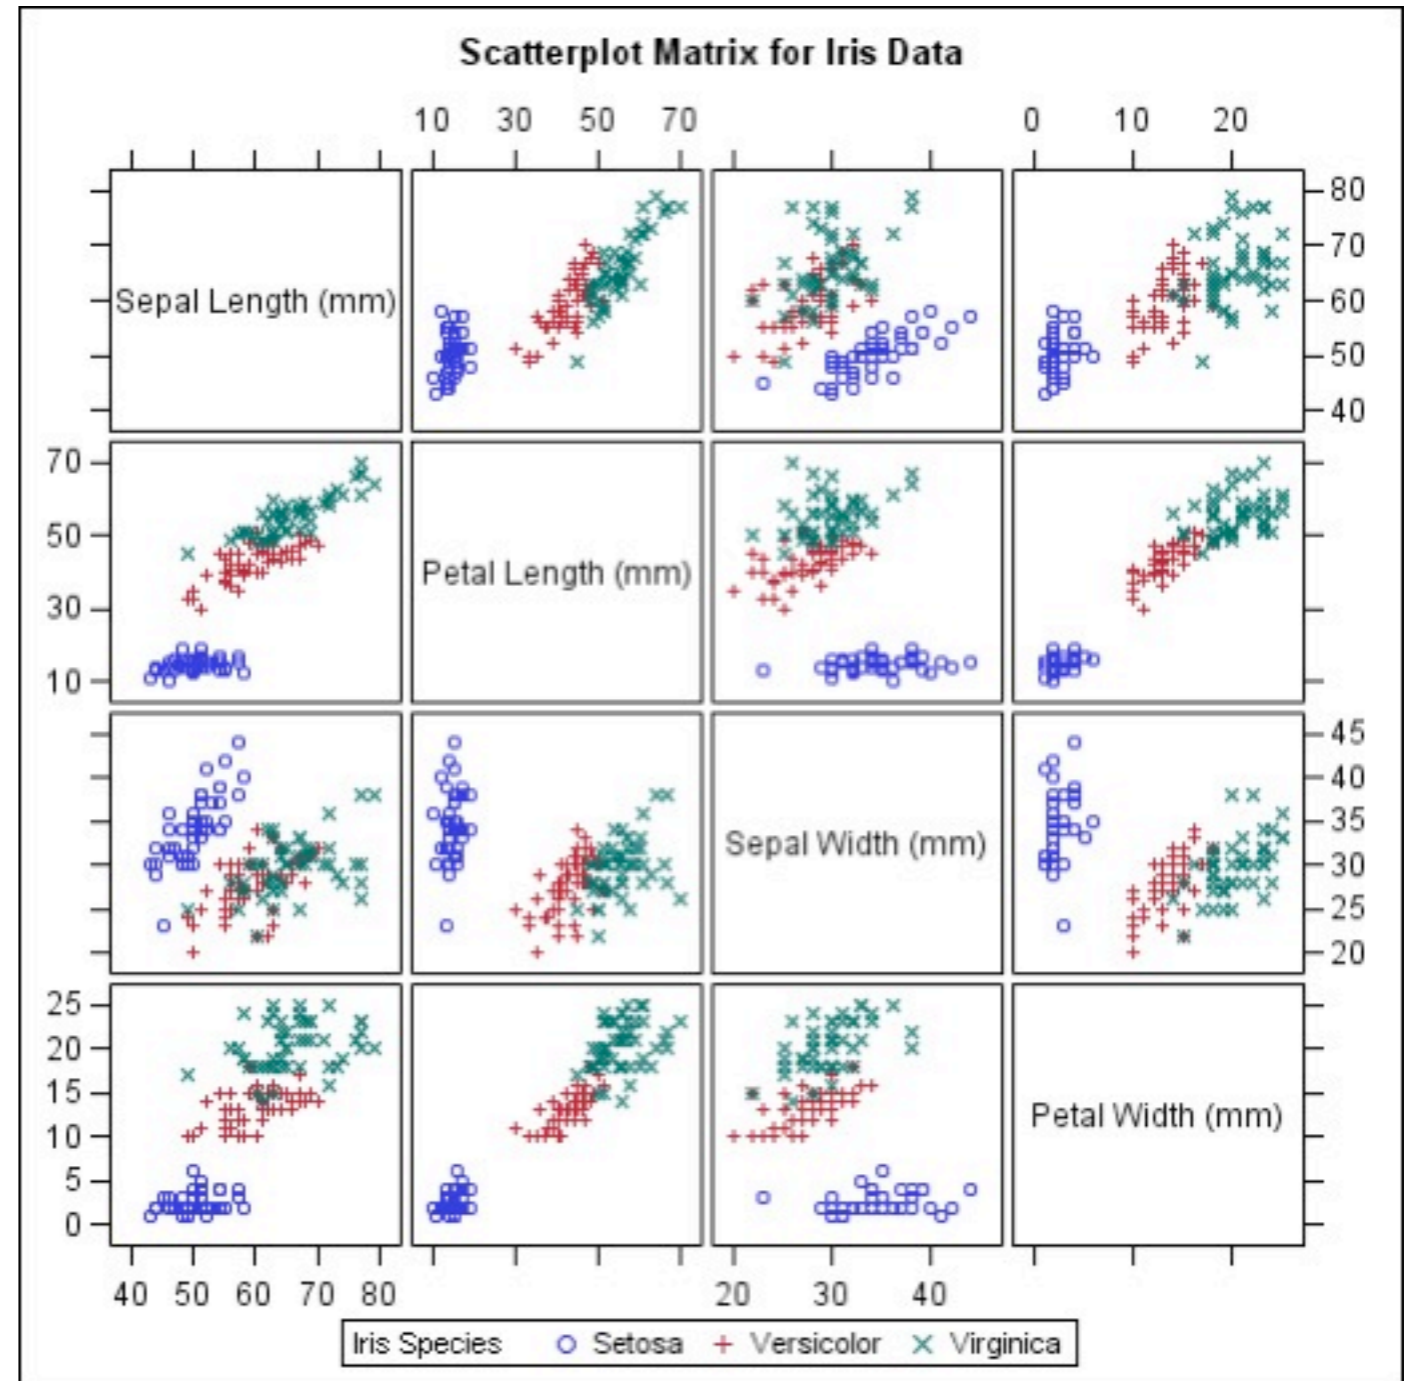 Scatterplot Matrix for Iris Data
10 30 50 70 0 10 20
80
70
Sepal Length (mm) 60
50
40
70
50
Petal Length (mm)
30
10
45
40
35
Sepal Width (mm)
30
25
20
25
20
15
Petal Width (mm)
10
5
0
40 50 60 70 80 20 30 40
Iris Species Setosa Versicolor Virginica